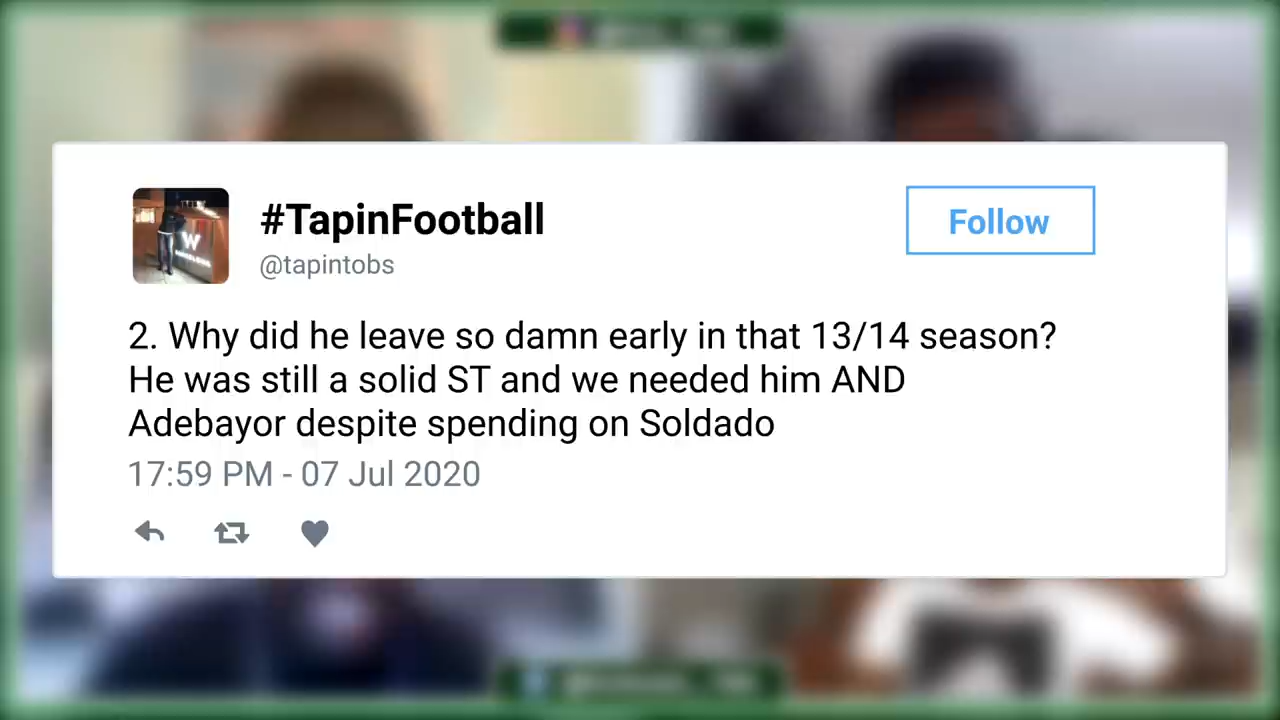 #TapinFootball
Follow
@tapintobs
2. Why did he leave so damn early in that 13/14 season?
He was still a solid ST and we needed him AND
Adebayor despite spending on Soldado
17:59 PM - 07 Jul 2020
W